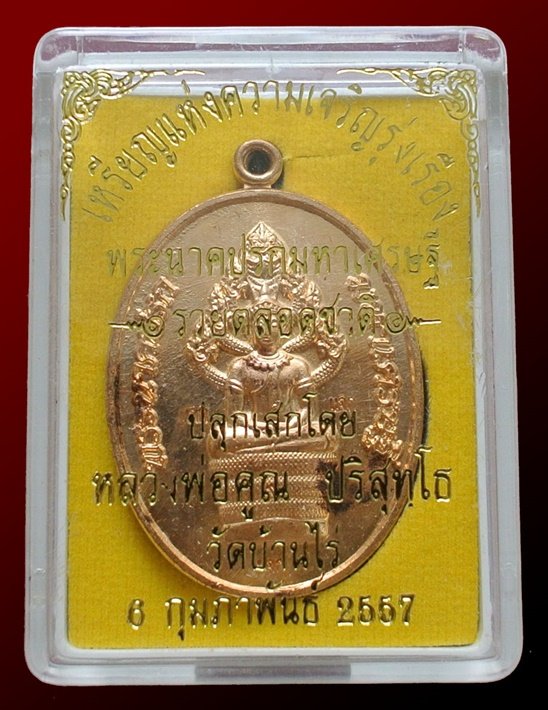 เหรียญแห่งความเจริญรุ่งเรือง
พระนาคปรกมหาเศรษฐี
รวยตลอดชาติ
ปลุกเสกโดย
หลวงพ่อคูณ ปริสุทฺโธ
วัดบ้านไร่
6 กุมภาพันธ์ 2557